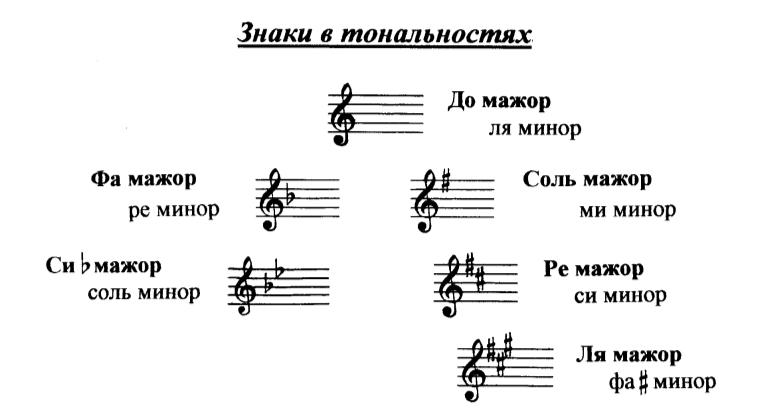 Знаки в тональностях
До мажор
ля минор
Фа мажор
ре минор
Соль мажор
ми минор
Си♭мажор
соль минор
Ре мажор
си минор
Ля мажор
фа♯минор